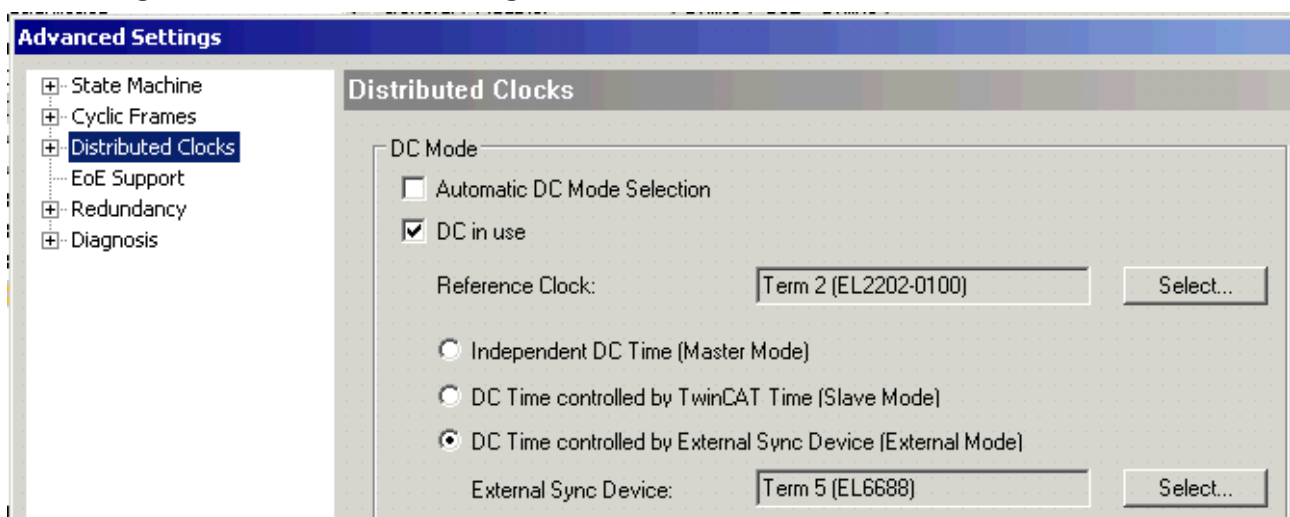 Advanced Settings
State Machine
Cyclic Frames
Distributed Clocks
EoE Support
Redundancy
Diagnosis
Distributed Clocks
DC Mode
Automatic DC Mode Selection
DC in use
Reference Clock: Term 2 (EL2202-0100) Select...
Independent DC Time (Master Mode)
DC Time controlled by TwinCAT Time (Slave Mode)
DC Time controlled by External Sync Device (External Mode)
External Sync Device: Term 5 (EL6688) Select...